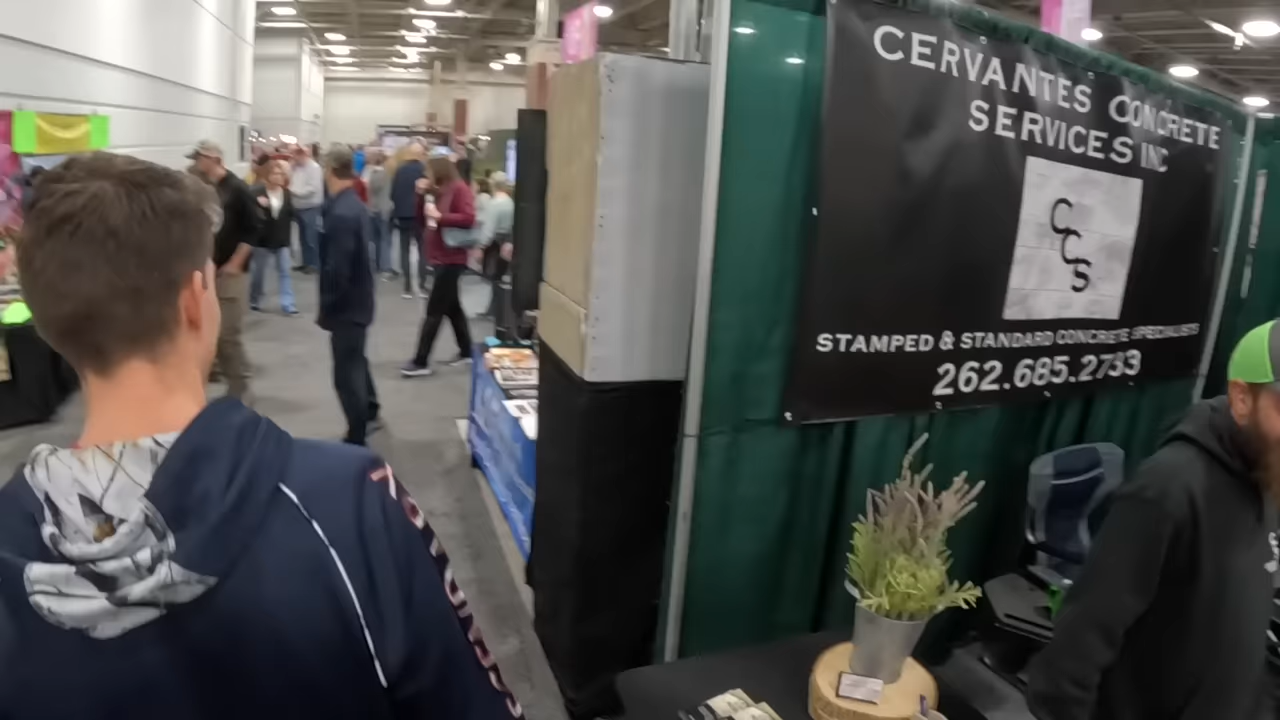 CERVANTES CONCRETE
SERVICES INC
CCS
STAMPED & STANDARD CONCRETE SPECIALISTS
262.685.2733